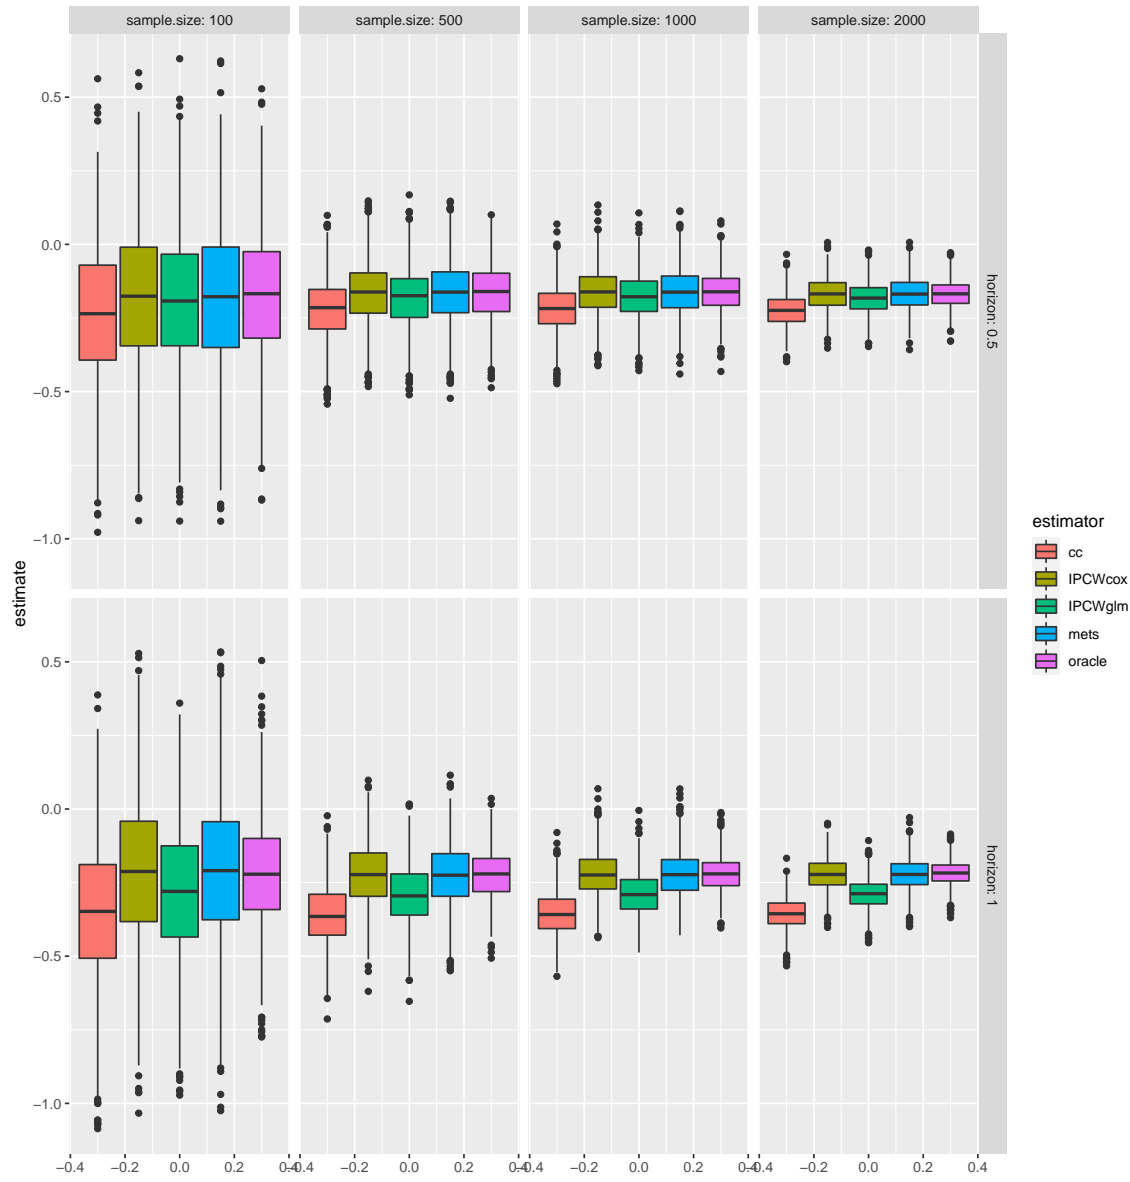 sample.size: 100
sample.size: 500
sample.size: 1000
sample.size: 2000
estimate
0.5
0.0
−0.5
−1.0
horizon: 0.5
0.5
0.0
−0.5
−1.0
horizon: 1
−0.4 −0.2 0.0 0.2 0.4
−0.4 −0.2 0.0 0.2 0.4
−0.4 −0.2 0.0 0.2 0.4
−0.4 −0.2 0.0 0.2 0.4
estimator
cc
IPCWcox
IPCWglm
mets
oracle